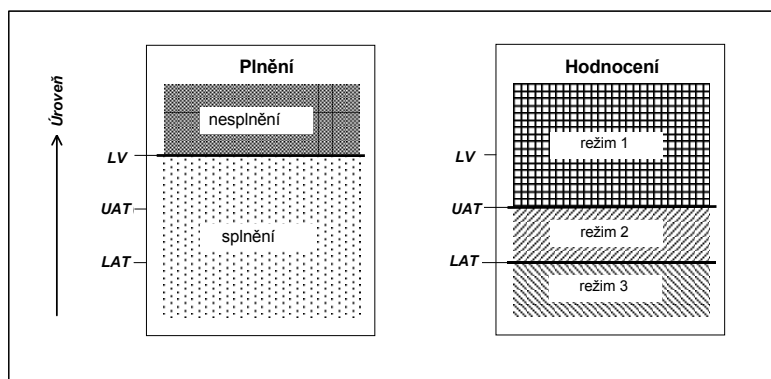 Úroveň
Plnění
nesplnění
LV
UAT
splnění
LAT
Hodnocení
režim 1
LV
UAT
režim 2
LAT
režim 3